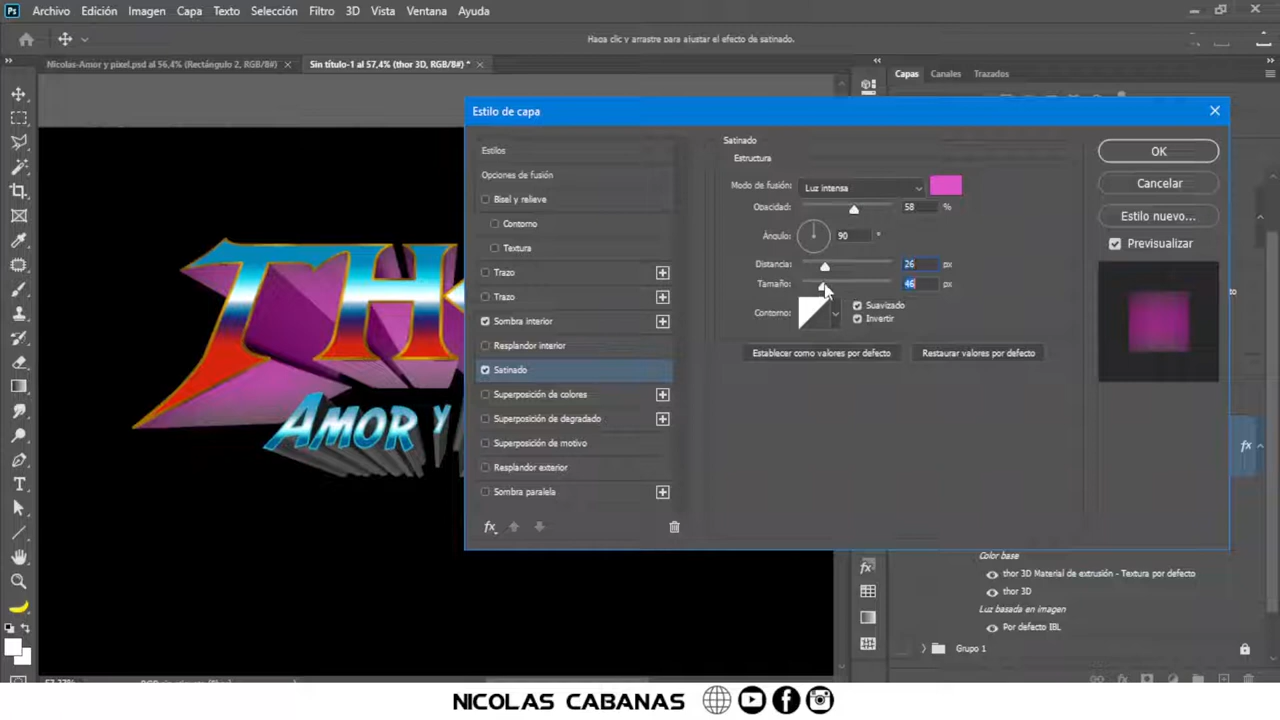 Ps Archivo Edición Imagen Capa Texto Selección Filtro 3D Vista Ventana Ayuda
Haga clic y arrastre para ajustar el efecto de satinado.
Nicolas-Amor y pixel.psd al 56,4% (Rectángulo 2, RGB/8#) × Sin título-1 al 57,4% (thor 3D, RGB/8#) * ×
Capas Canales Trazados
Estilo de capa
Estilos
Opciones de fusión
Bisel y relieve
Contorno
Textura
Trazo
Trazo
Sombra interior
Resplandor interior
Satinado
Superposición de colores
Superposición de degradado
Superposición de motivo
Resplandor exterior
Sombra paralela
fx
Satinado
Estructura
Modo de fusión: Luz intensa
Opacidad: 58 %
Ángulo: 90 °
Distancia: 26 px
Tamaño: 46 px
Contorno: Suavizado
Invertir
Establecer como valores por defecto Restaurar valores por defecto
OK
Cancelar
Estilo nuevo...
Previsualizar
AMOR Y
fx
Color base
thor 3D Material de extrusión - Textura por defecto
thor 3D
Luz basada en imagen
Por defecto IBL
Grupo 1
NICOLAS CABANAS